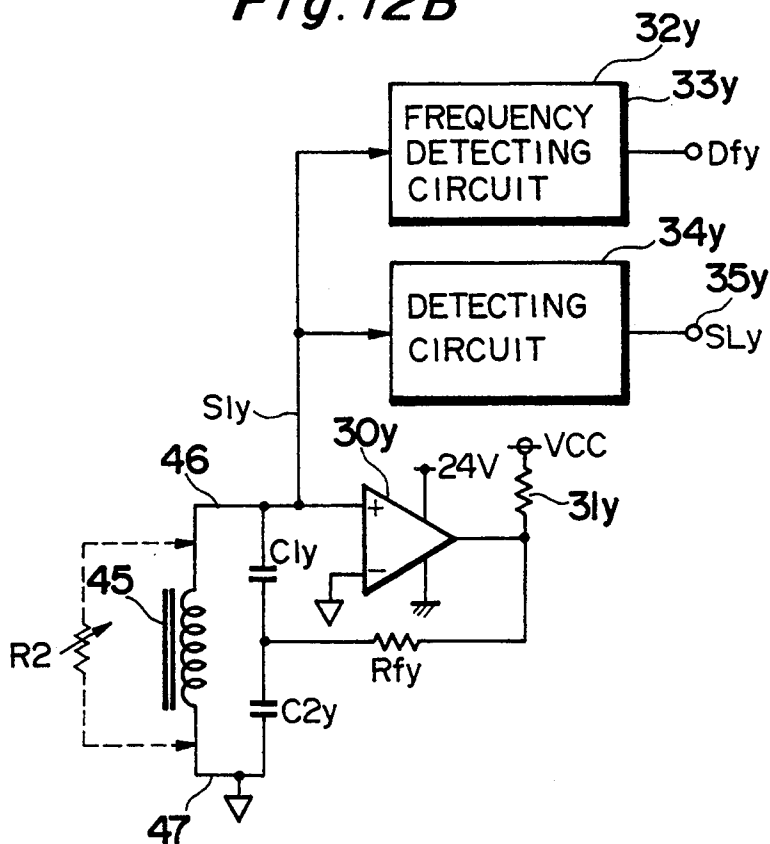 Fig. 12B
32y
33y
FREQUENCY
DETECTING
CIRCUIT
Dfy
34y
35y
DETECTING
CIRCUIT
SLy
S1y
30y
VCC
24V
46
31y
+
C1y
45
−
R2
Rfy
C2y
47